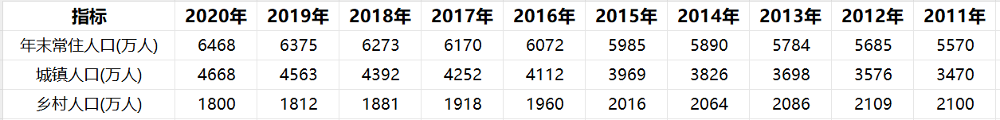 指标 2020年 2019年 2018年 2017年 2016年 2015年 2014年 2013年 2012年 2011年
年末常住人口(万人) 6468 6375 6273 6170 6072 5985 5890 5784 5685 5570
城镇人口(万人) 4668 4563 4392 4252 4112 3969 3826 3698 3576 3470
乡村人口(万人) 1800 1812 1881 1918 1960 2016 2064 2086 2109 2100